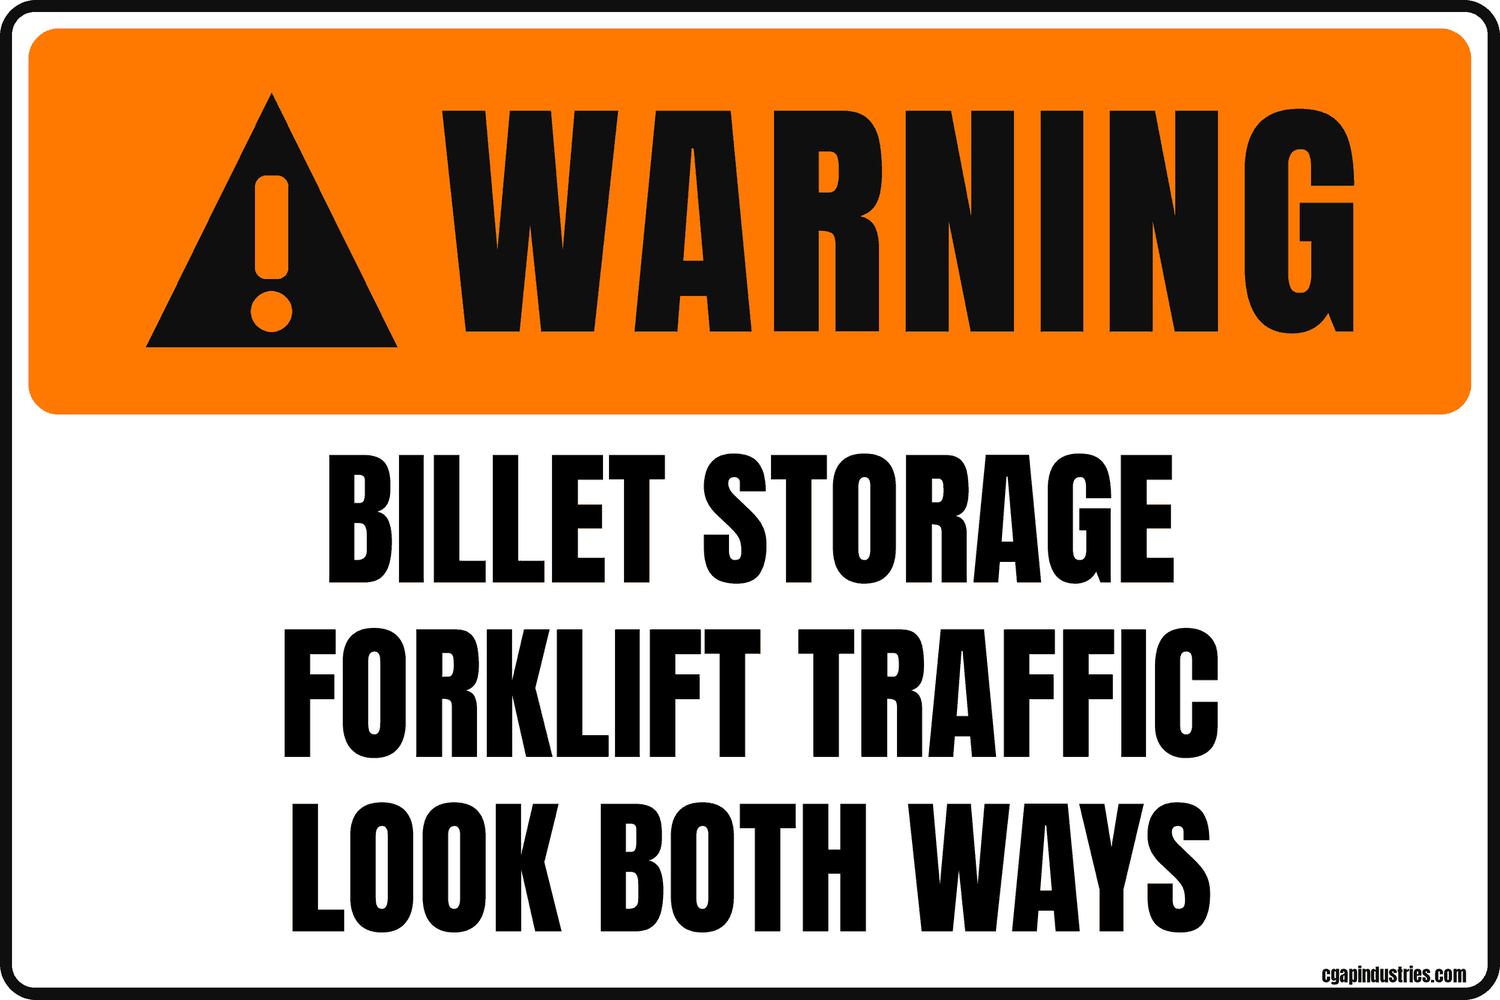 WARNING
BILLET STORAGE
FORKLIFT TRAFFIC
LOOK BOTH WAYS
cgapindustries.com